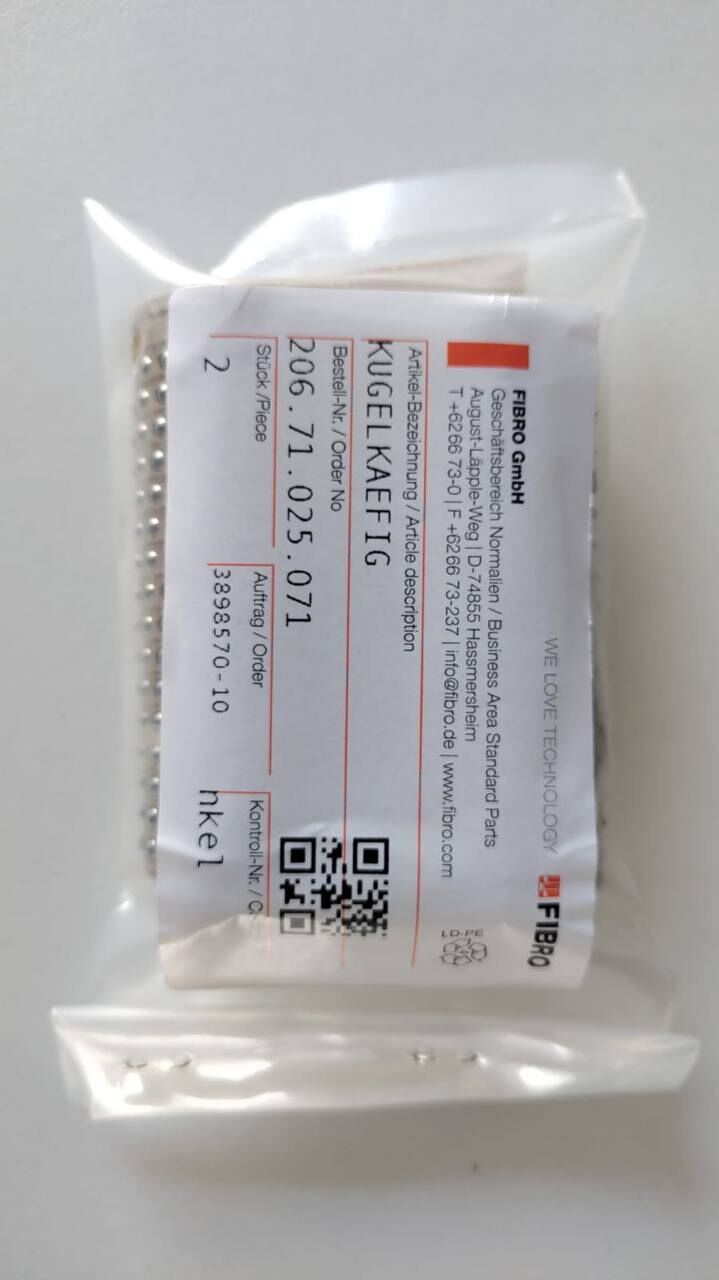 WE LOVE TECHNOLOGY
FIBRO
FIBRO GmbH
Geschäftsbereich Normalien / Business Area Standard Parts
August-Läpple-Weg | D-74855 Hassmersheim
T +6266 73-0 | F +6266 73-237 | info@fibro.de | www.fibro.com
Artikel-Bezeichnung / Article description
KUGELKAEFIG
Bestell-Nr. / Order No
206.71.025.071
Stück /Piece
2
Auftrag / Order
3898570-10
Kontroll-Nr. /
nkel